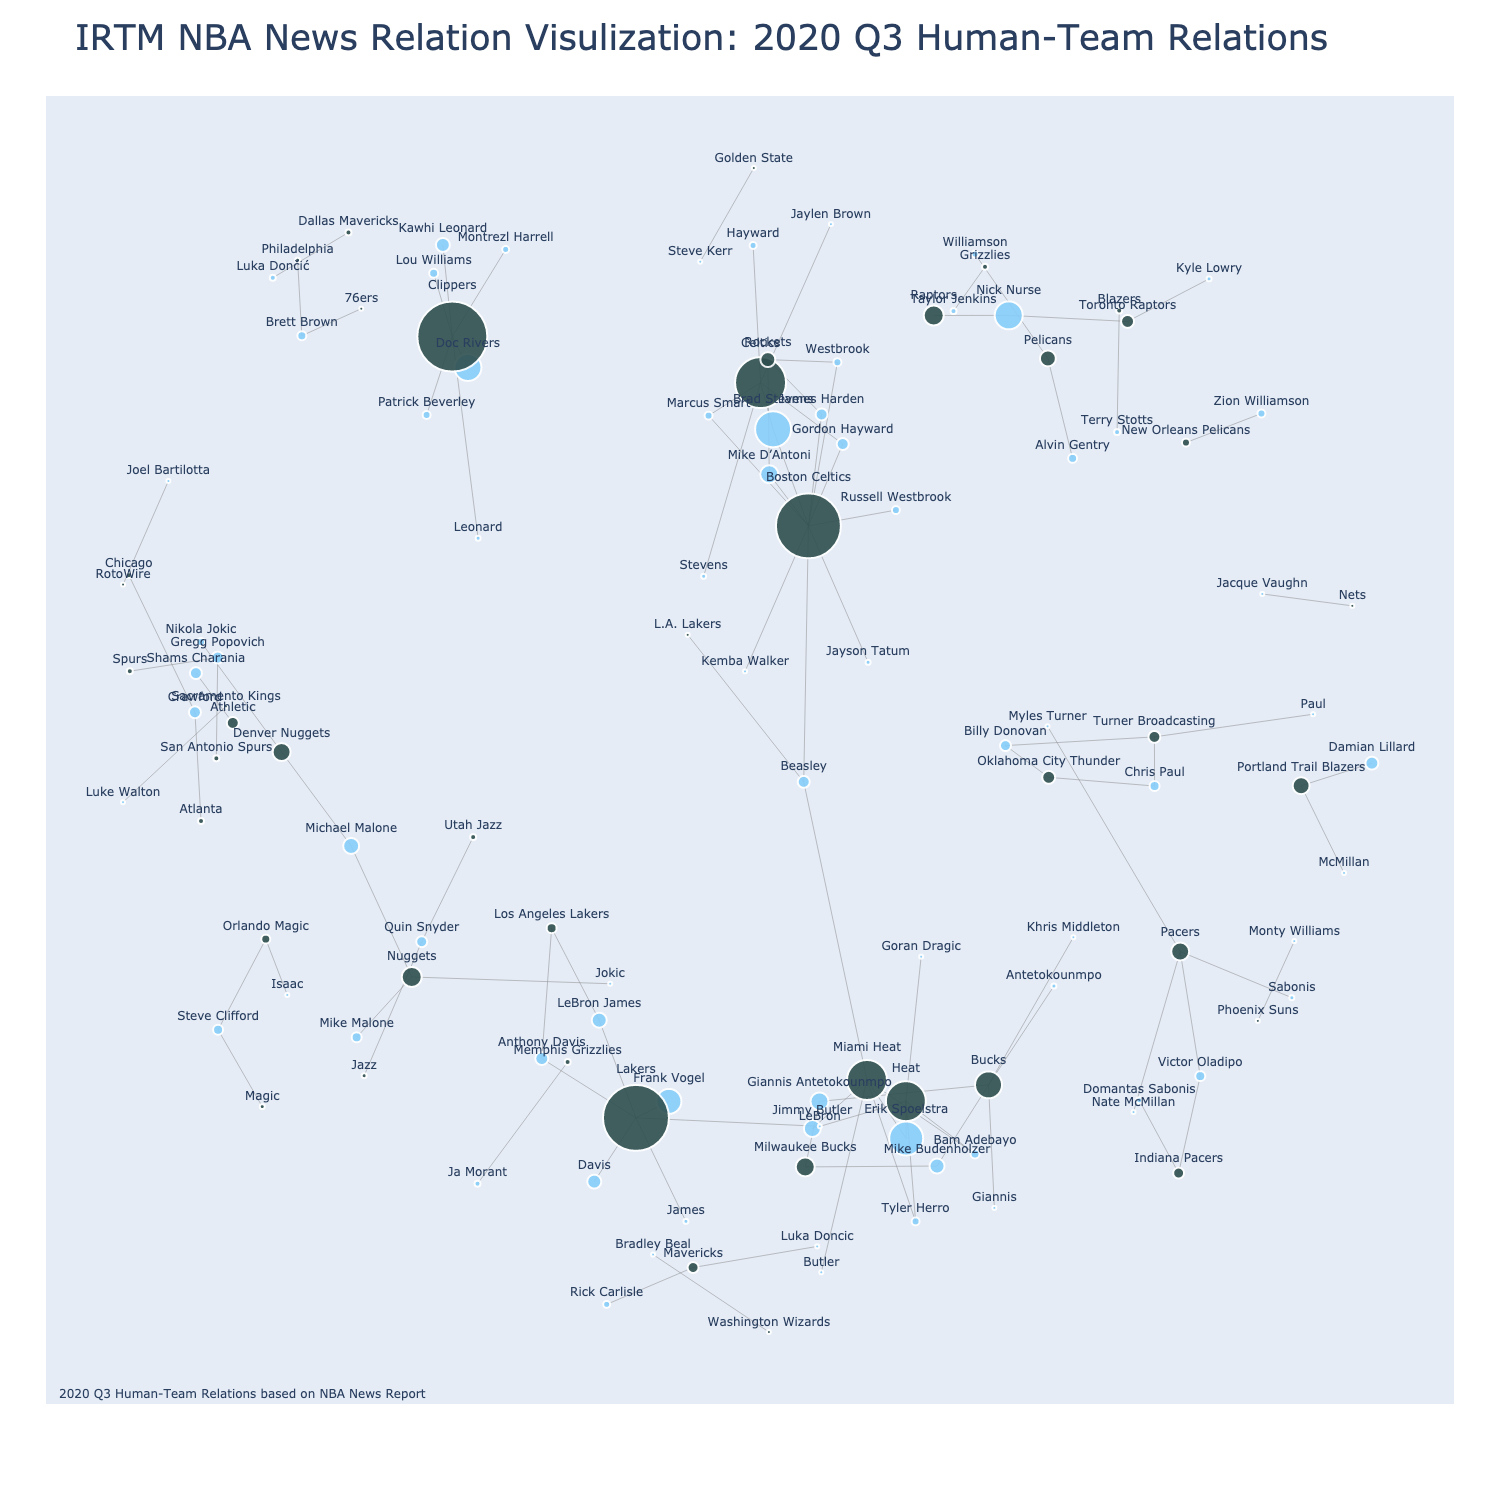 IRTM NBA News Relation Visulization: 2020 Q3 Human-Team Relations
Golden State
Jaylen Brown
Dallas Mavericks
Kawhi Leonard
Hayward
Montrezl Harrell
Williamson
Philadelphia
Steve Kerr
Grizzlies
Luka Dončić
Lou Williams
Kyle Lowry
Clippers
Nick Nurse
76ers
Raptors
Taylor Jenkins
Blazers
Toronto Raptors
Brett Brown
Doc Rivers
Celtics
Rockets
Westbrook
Pelicans
Patrick Beverley
Marcus Smart
Brad Stevens
James Harden
Zion Williamson
Terry Stotts
Gordon Hayward
New Orleans Pelicans
Alvin Gentry
Mike D’Antoni
Joel Bartilotta
Boston Celtics
Russell Westbrook
Leonard
Chicago
RotoWire
Stevens
Jacque Vaughn
Nets
L.A. Lakers
Nikola Jokic
Gregg Popovich
Spurs
Shams Charania
Kemba Walker
Jayson Tatum
Sacramento Kings
Crawford
Athletic
Paul
Myles Turner
Turner Broadcasting
Denver Nuggets
Billy Donovan
San Antonio Spurs
Damian Lillard
Oklahoma City Thunder
Beasley
Chris Paul
Portland Trail Blazers
Luke Walton
Atlanta
Michael Malone
Utah Jazz
McMillan
Los Angeles Lakers
Orlando Magic
Quin Snyder
Khris Middleton
Pacers
Monty Williams
Goran Dragic
Nuggets
Jokic
Antetokounmpo
Isaac
Sabonis
LeBron James
Steve Clifford
Mike Malone
Phoenix Suns
Anthony Davis
Memphis Grizzlies
Miami Heat
Jazz
Lakers
Heat
Bucks
Victor Oladipo
Frank Vogel
Giannis Antetokounmpo
Domantas Sabonis
Magic
Nate McMillan
Jimmy Butler
LeBron
Erik Spoelstra
Bam Adebayo
Milwaukee Bucks
Mike Budenholzer
Indiana Pacers
Ja Morant
Davis
Giannis
James
Tyler Herro
Luka Doncic
Bradley Beal
Mavericks
Butler
Rick Carlisle
Washington Wizards
2020 Q3 Human-Team Relations based on NBA News Report